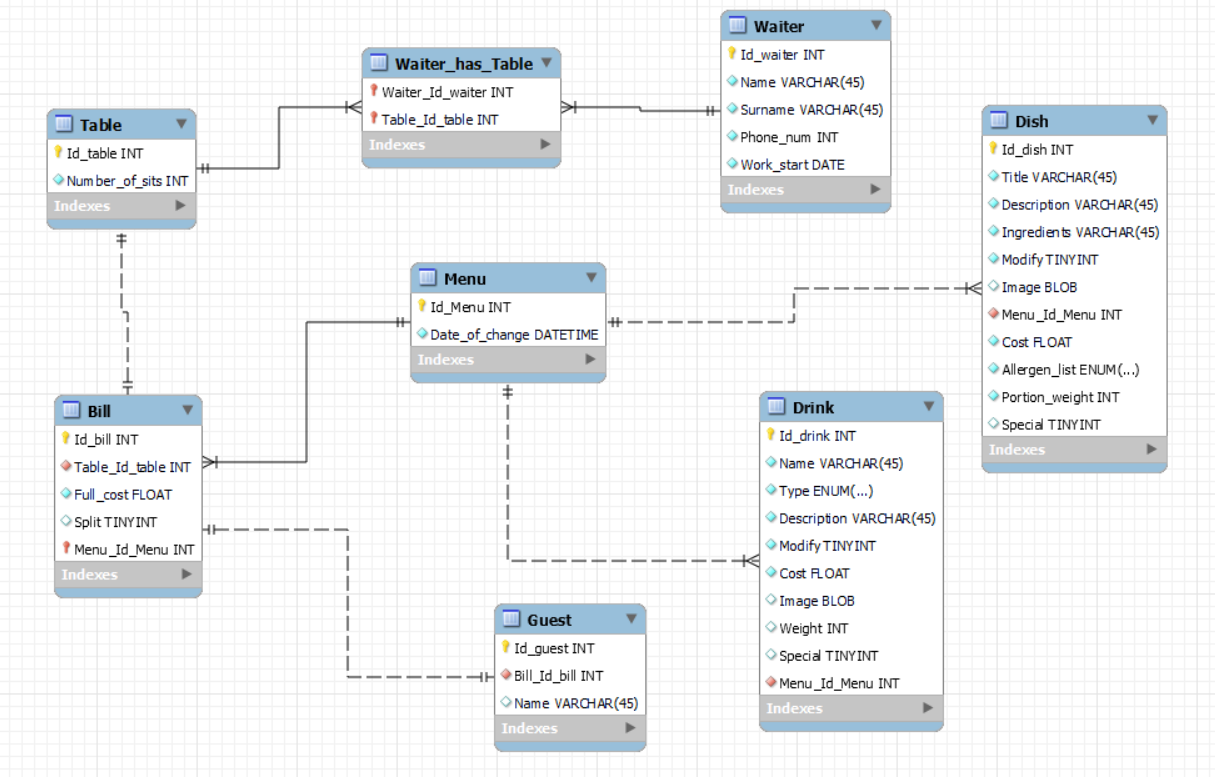 Waiter
Id_waiter INT
Name VARCHAR(45)
Surname VARCHAR(45)
Phone_num INT
Work_start DATE
Indexes
Waiter_has_Table
Waiter_Id_waiter INT
Table_Id_table INT
Indexes
Table
Id_table INT
Number_of_sits INT
Indexes
Dish
Id_dish INT
Title VARCHAR(45)
Description VARCHAR(45)
Ingredients VARCHAR(45)
Modify TINYINT
Image BLOB
Menu_Id_Menu INT
Cost FLOAT
Allergen_list ENUM(...)
Portion_weight INT
Special TINYINT
Indexes
Menu
Id_Menu INT
Date_of_change DATETIME
Indexes
Bill
Id_bill INT
Table_Id_table INT
Full_cost FLOAT
Split TINYINT
Menu_Id_Menu INT
Indexes
Drink
Id_drink INT
Name VARCHAR(45)
Type ENUM(...)
Description VARCHAR(45)
Modify TINYINT
Cost FLOAT
Image BLOB
Weight INT
Special TINYINT
Menu_Id_Menu INT
Indexes
Guest
Id_guest INT
Bill_Id_bill INT
Name VARCHAR(45)
Indexes